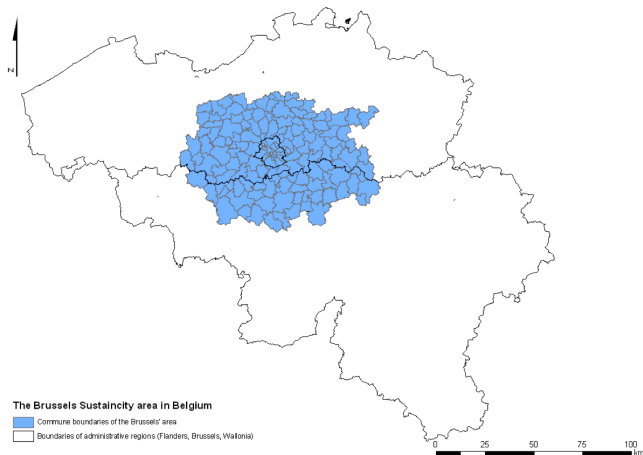 N
The Brussels Sustaincity area in Belgium
Commune boundaries of the Brussels' area
Boundaries of administrative regions (Flanders, Brussels, Wallonia)
0 25 50 75 100
km